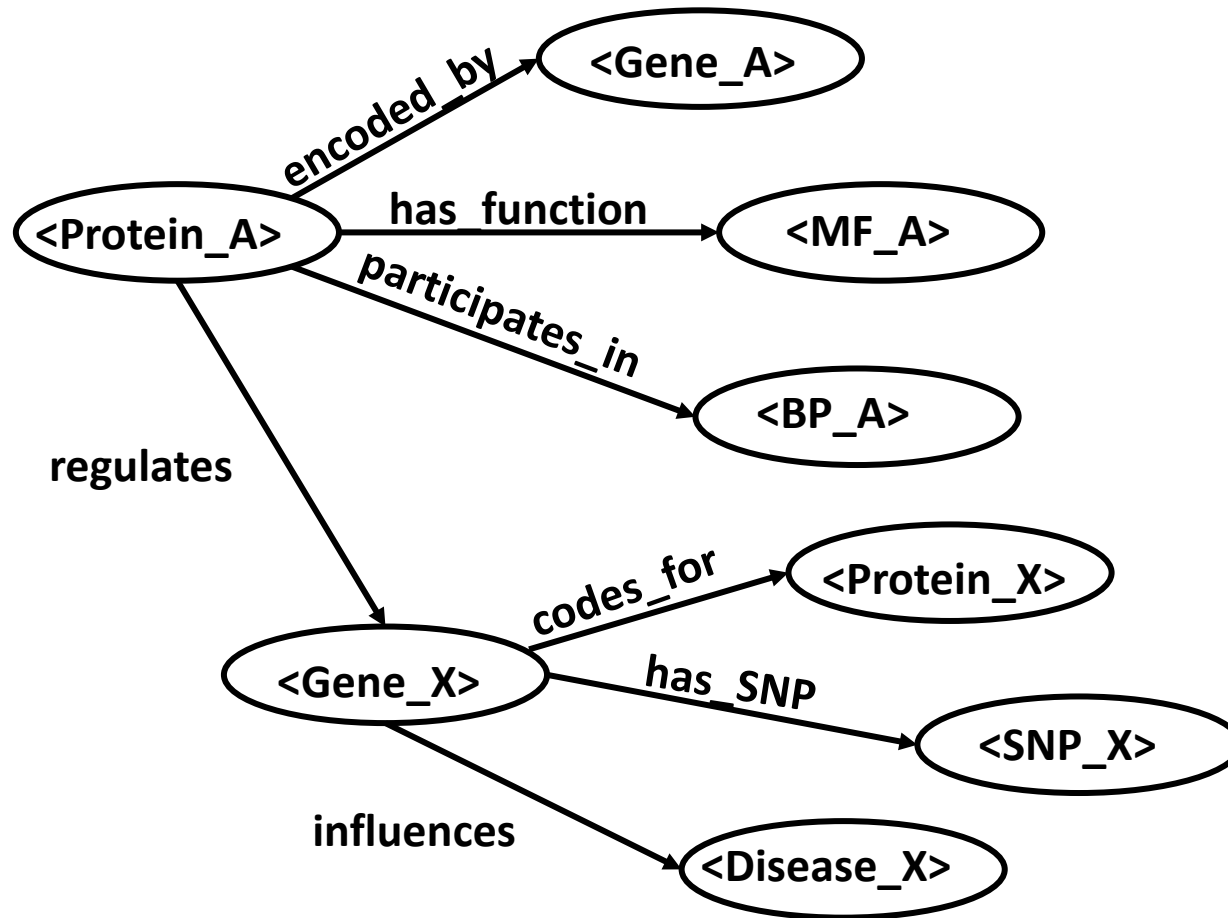 <Gene_A>
encoded_by
<Protein_A>
has_function
<MF_A>
participates_in
<BP_A>
regulates
codes_for
<Protein_X>
<Gene_X>
has_SNP
<SNP_X>
influences
<Disease_X>